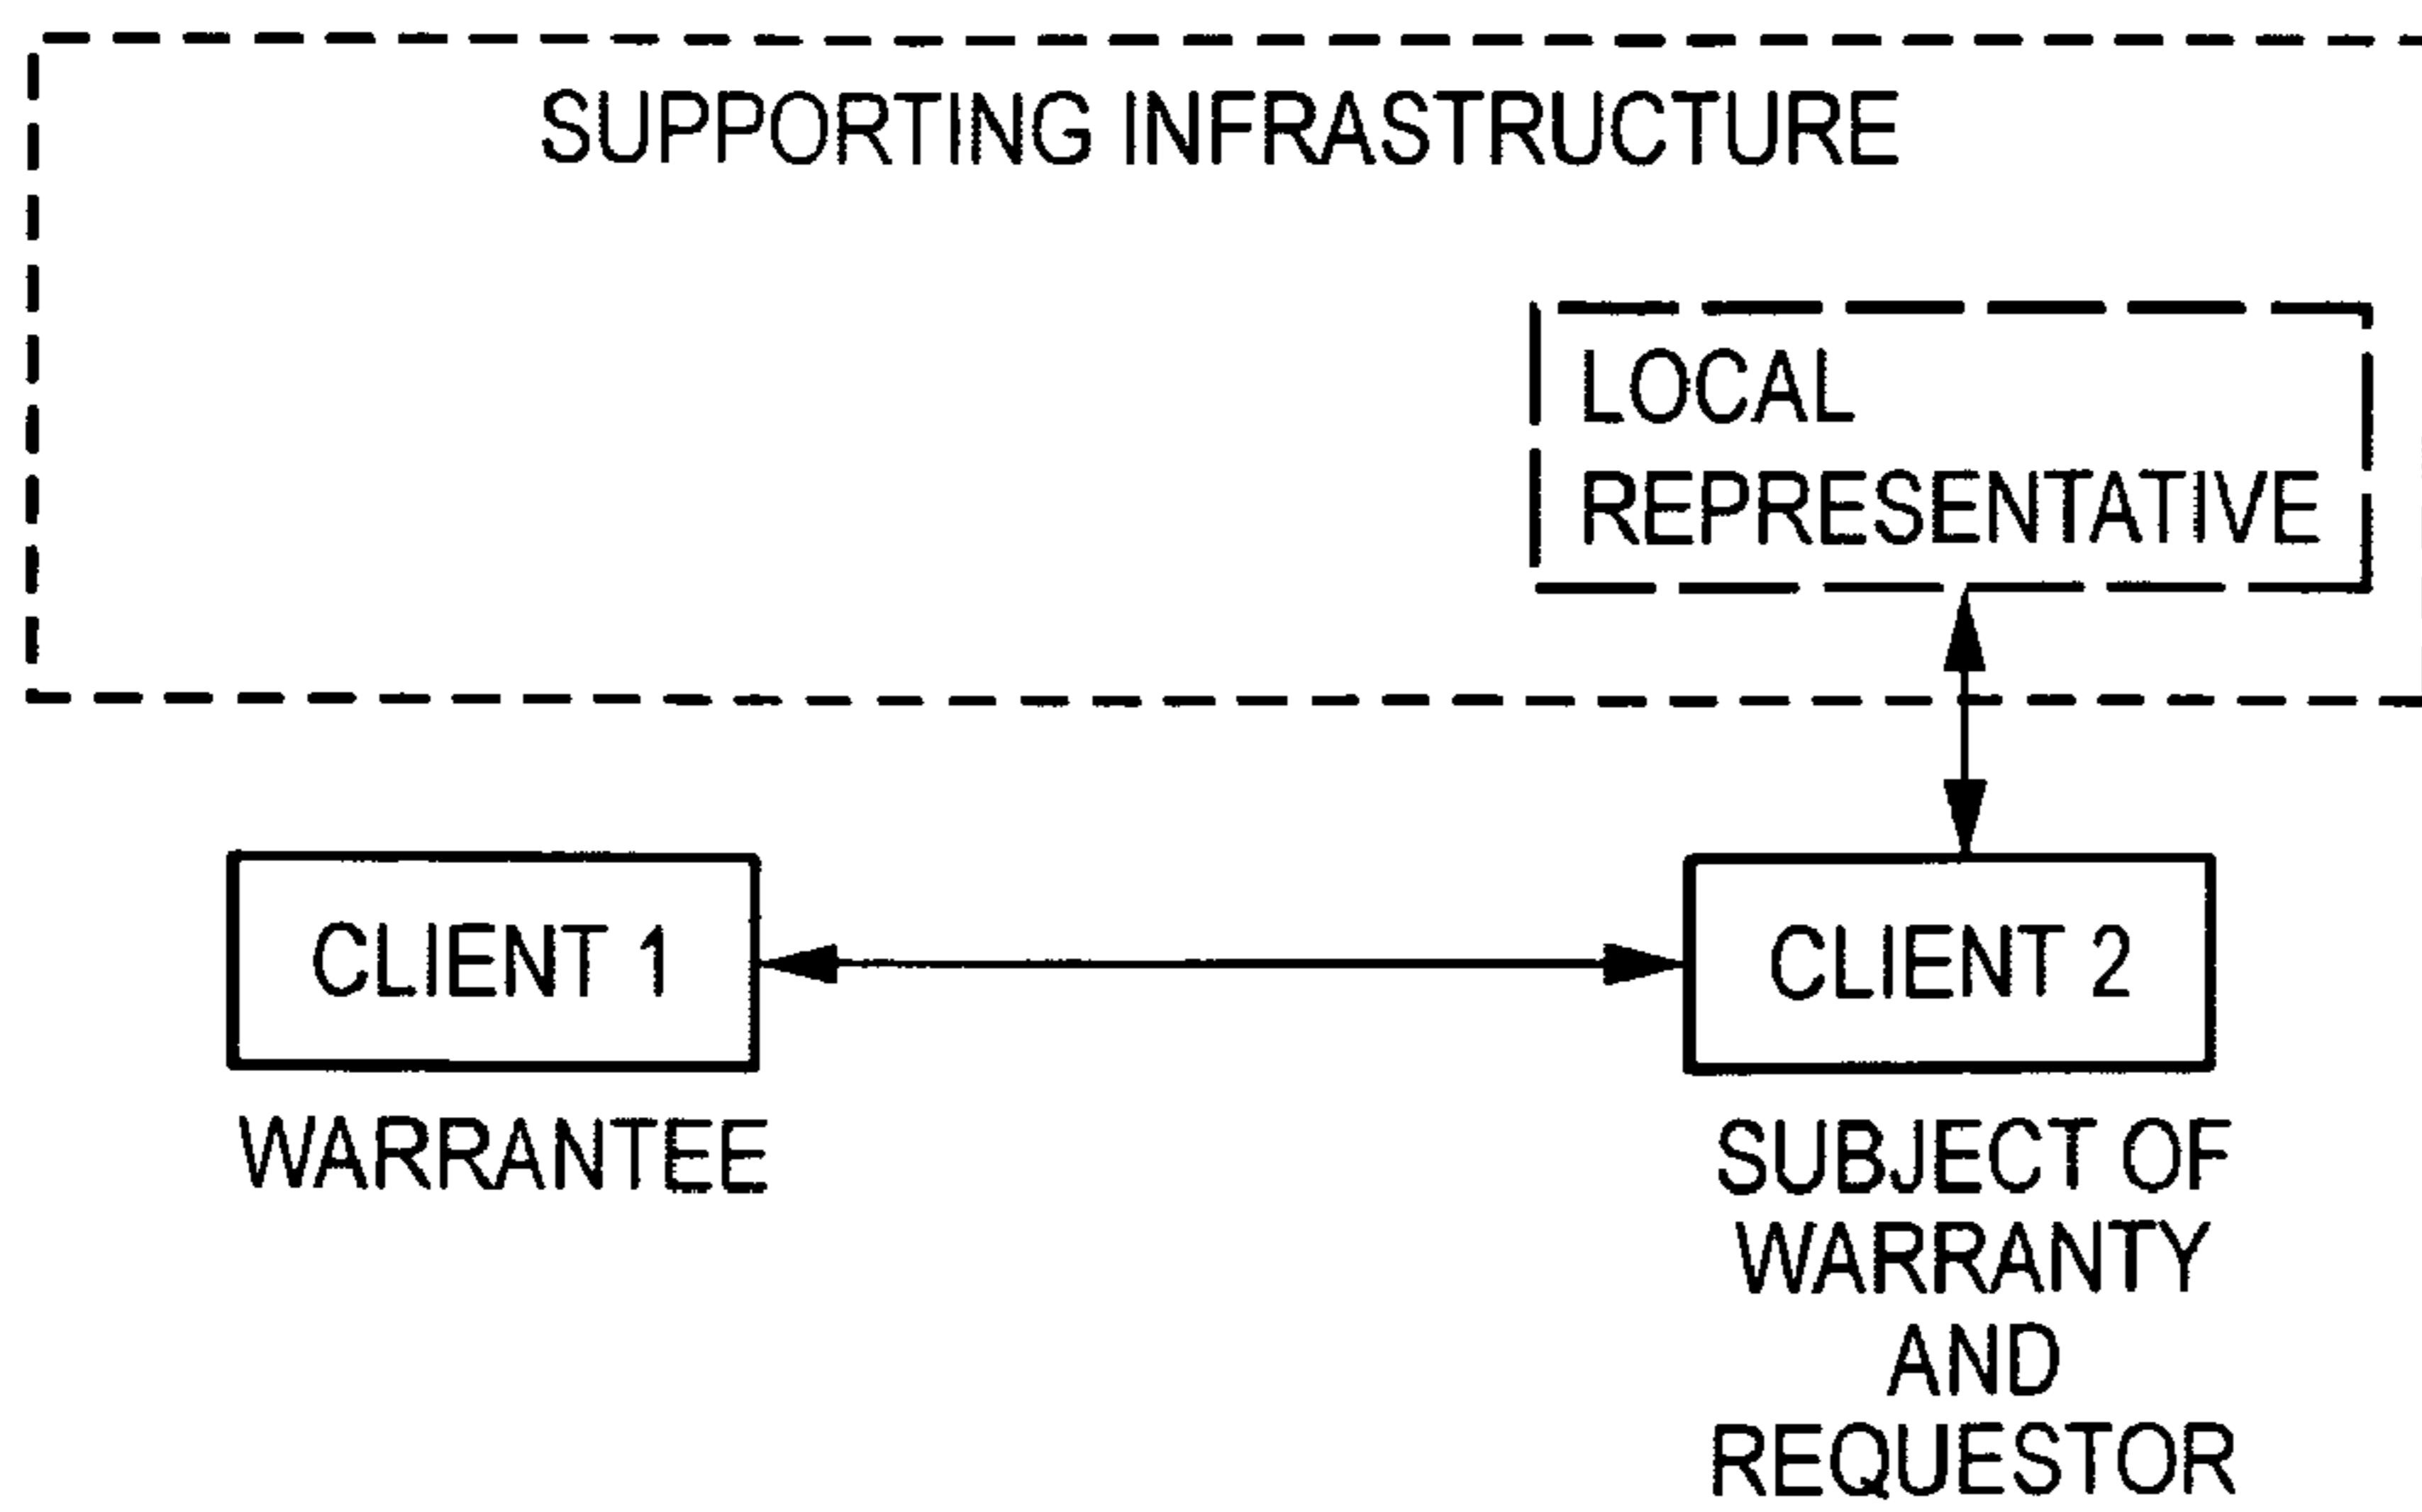 SUPPORTING INFRASTRUCTURE
LOCAL
REPRESENTATIVE
CLIENT 1
CLIENT 2
WARRANTEE
SUBJECT OF
WARRANTY
AND
REQUESTOR